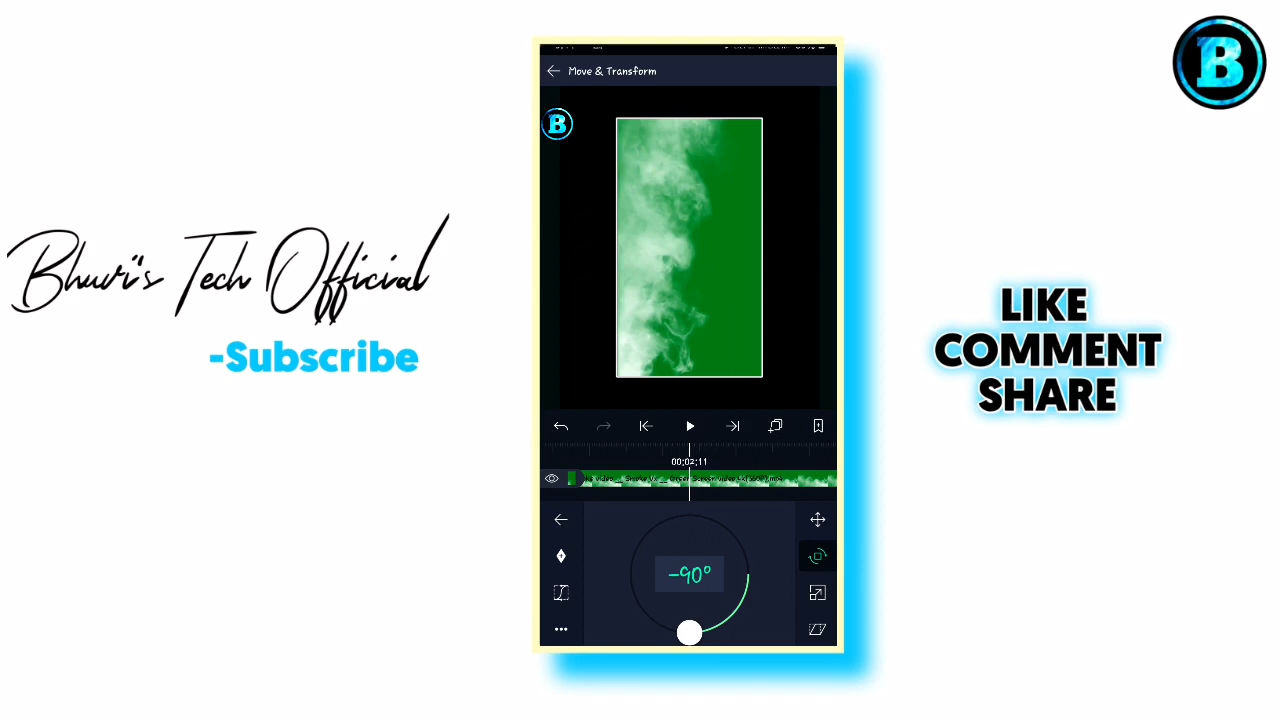 B
Move & Transform
B
Bhuvi's Tech Official
-Subscribe
LIKE
COMMENT
SHARE
00:02:11
-90°